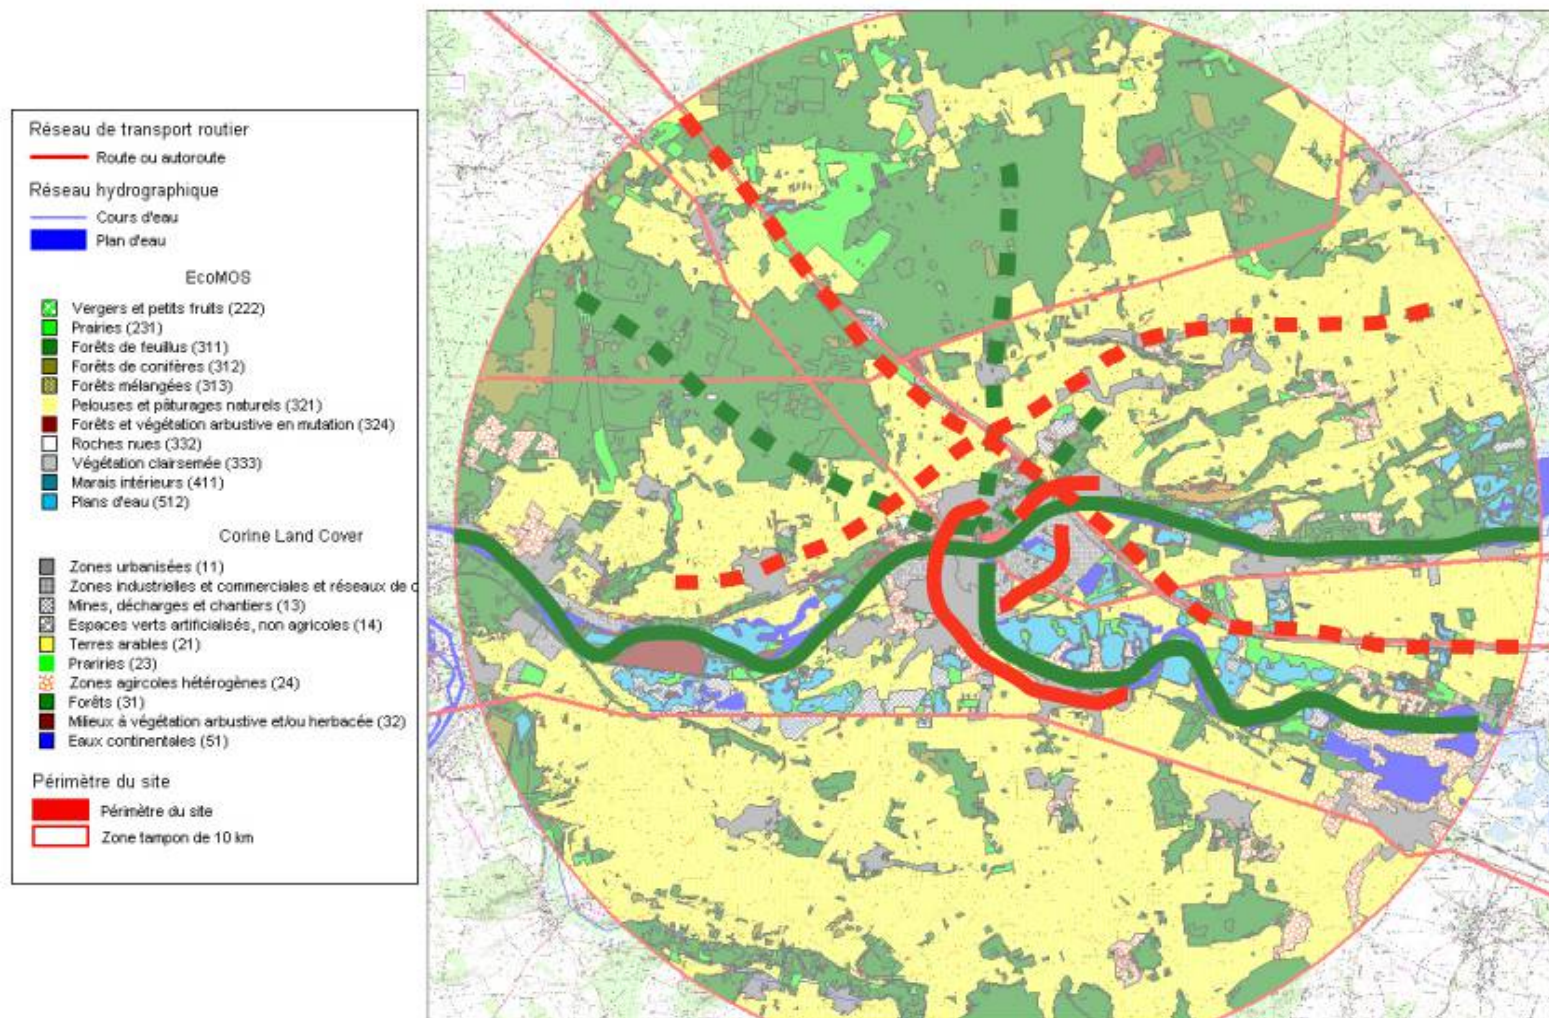 Réseau de transport routier
Route ou autoroute
Réseau hydrographique
Cours d'eau
Plan d'eau
EcoMOS
Vergers et petits fruits (222)
Prairies (231)
Forêts de feuillus (311)
Forêts de conifères (312)
Forêts mélangées (313)
Pelouses et pâturages naturels (321)
Forêts et végétation arbustive en mutation (324)
Roches nues (332)
Végétation clairsemée (333)
Marais intérieurs (411)
Plans d'eau (512)
Corine Land Cover
Zones urbanisées (11)
Zones industrielles et commerciales et réseaux de c
Mines, décharges et chantiers (13)
Espaces verts artificialisés, non agricoles (14)
Terres arables (21)
Prariries (23)
Zones agircoles hétérogènes (24)
Forêts (31)
Milieux à végétation arbustive et/ou herbacée (32)
Eaux continentales (51)
Périmètre du site
Périmètre du site
Zone tampon de 10 km